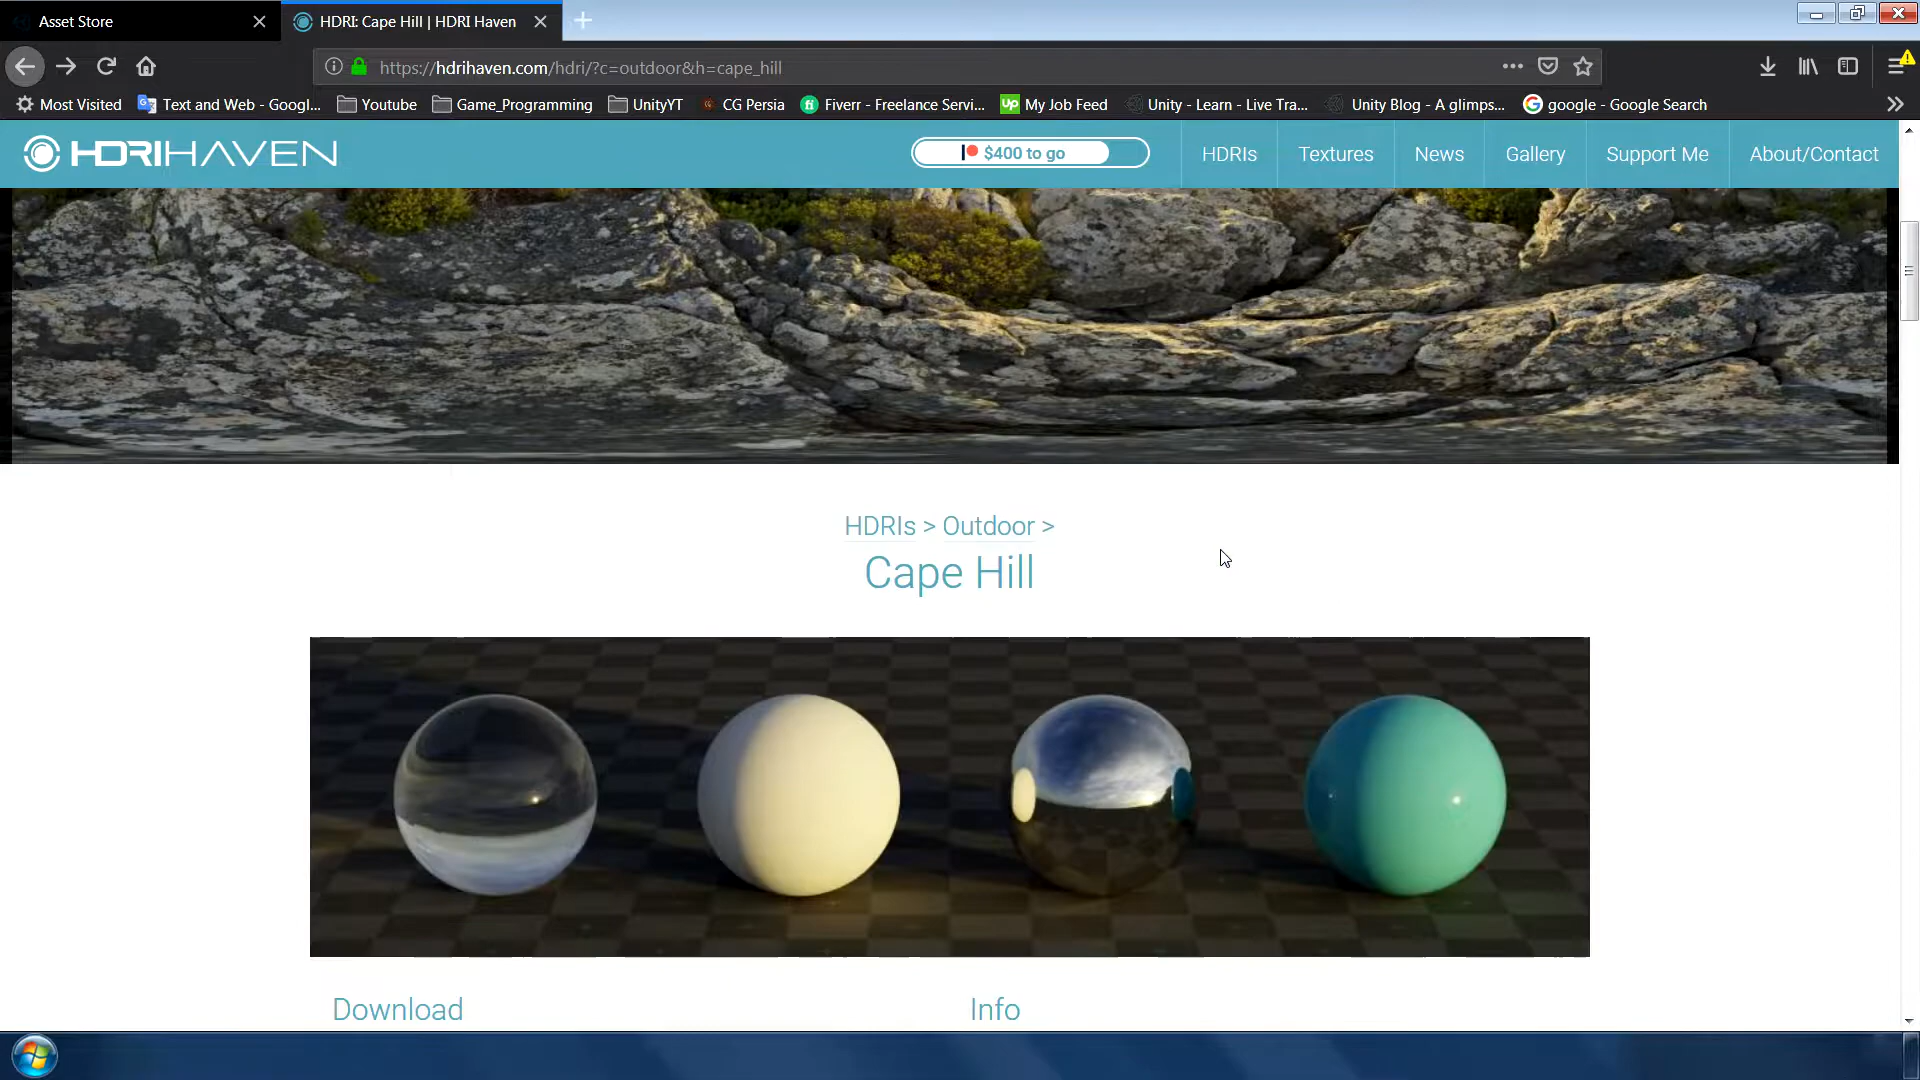 Asset Store
HDRI: Cape Hill | HDRI Haven
https://hdrihaven.com/hdri/?c=outdoor&h=cape_hill
Most Visited
Text and Web - Googl...
Youtube
Game_Programming
UnityYT
CG Persia
fi Fiverr - Freelance Servi...
Up My Job Feed
Unity - Learn - Live Tra...
Unity Blog - A glimps...
G google - Google Search
HDRIHAVEN
$400 to go
HDRIs
Textures
News
Gallery
Support Me
About/Contact
HDRIs > Outdoor >
Cape Hill
Download
Info